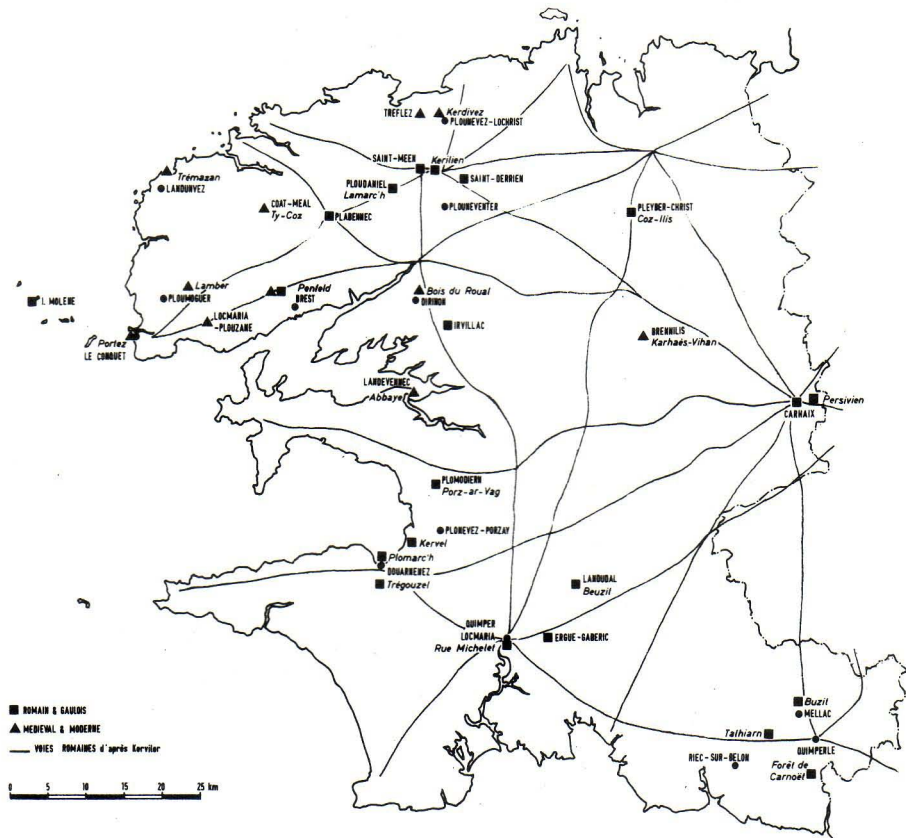 TREFLEZ
Kerdivez
PLOUNEVEZ-LOCHRIST
SAINT-MEEN
Kerilien
Trémazan
LANDUNVEZ
PLOUDANIEL
Lamarc'h
SAINT-DERRIEN
COAT-MEAL
Ty-Coz
PLABENNEC
PLOUNEVENTER
PLEYBER-CHRIST
Coz-Ilis
Lamber
PLOUMOGUER
Penfeld
BREST
Bois du Roual
DIRINON
I. MOLENE
LOCMARIA
-PLOUZANE
IRVILLAC
BRENNILIS
Karhaés-Vihan
Portez
LE CONQUET
LANDEVENNEC
Abbaye
Persivien
CARHAIX
PLOMODIERN
Porz-ar-Vag
PLONEVEZ-PORZAY
Kervel
Plomarc'h
DOUARNENEZ
Trégouzel
LANDUDAL
Beuzil
QUIMPER
LOCMARIA
Rue Michelet
ERGUE-GABERIC
Buzil
MELLAC
Talhiarn
QUIMPERLE
RIEC-SUR-BELON
Forêt de
Carnoët
ROMAIN & GAULOIS
MEDIEVAL & MODERNE
VOIES ROMAINES d'après Kerviler
0 5 10 15 20 25 km